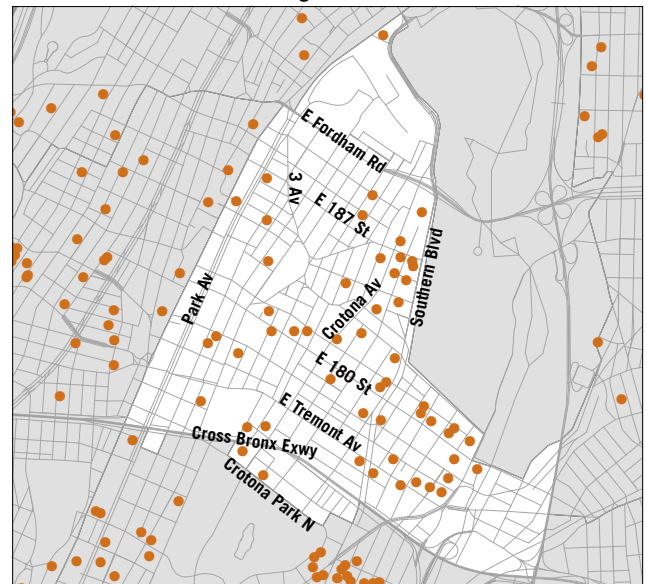 E Fordham Rd
3 Av
E 187 St
Southern Blvd
Park Av
Crotona Av
E 180 St
E Tremont Av
Cross Bronx Exwy
Crotona Park N